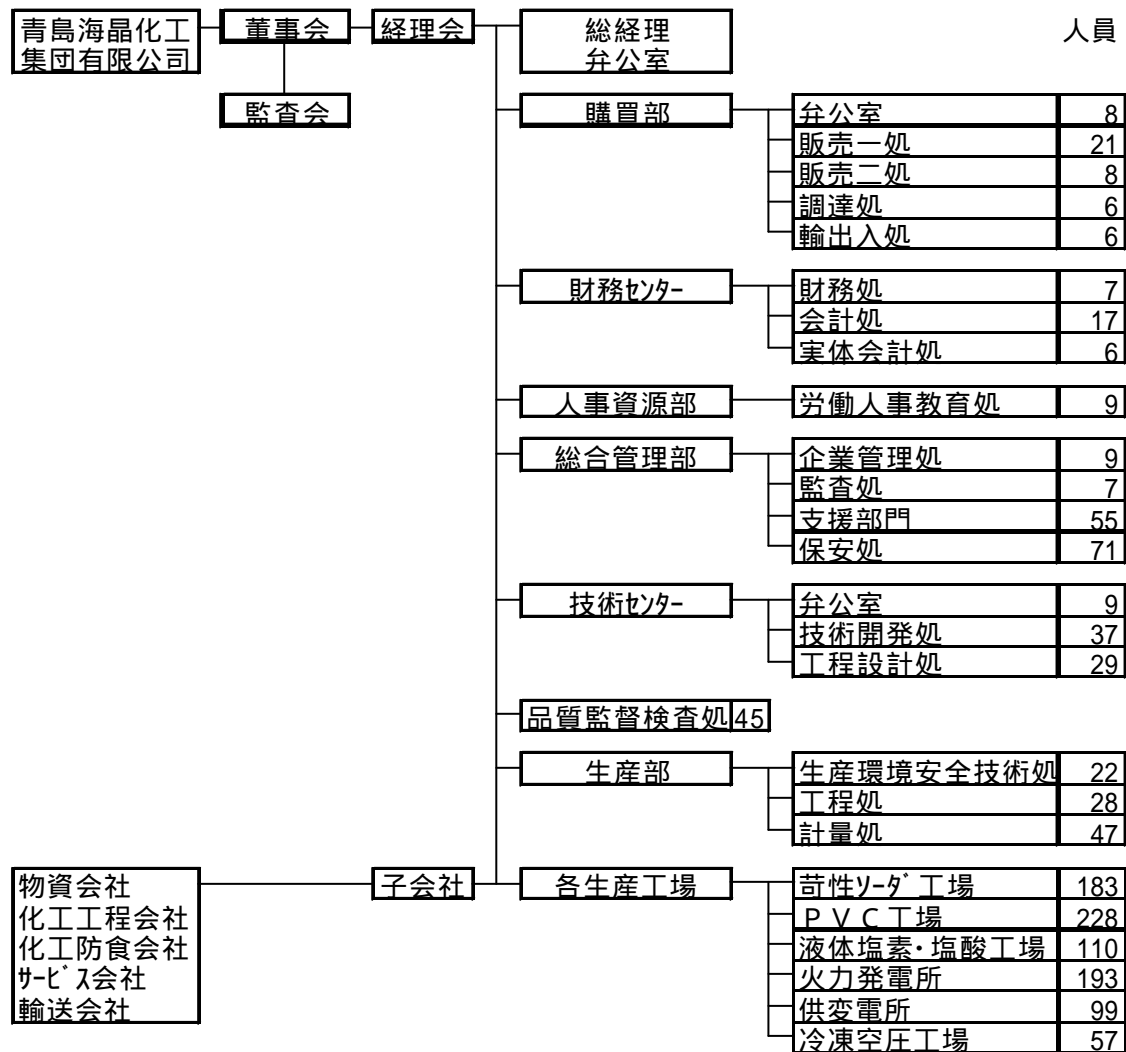 青島海晶化工
集団有限公司
董事会
経理会
総経理
弁公室
人員
監査会
購買部
弁公室 8
販売一処 21
販売二処 8
調達処 6
輸出入処 6
財務ｾﾝﾀｰ
財務処 7
会計処 17
実体会計処 6
人事資源部
労働人事教育処 9
総合管理部
企業管理処 9
監査処 7
支援部門 55
保安処 71
技術ｾﾝﾀｰ
弁公室 9
技術開発処 37
工程設計処 29
品質監督検査処 45
生産部
生産環境安全技術処 22
工程処 28
計量処 47
物資会社
化工工程会社
化工防食会社
ｻｰﾋﾞｽ会社
輸送会社
子会社
各生産工場
苛性ｿｰﾀﾞ工場 183
ＰＶＣ工場 228
液体塩素・塩酸工場 110
火力発電所 193
供変電所 99
冷凍空圧工場 57